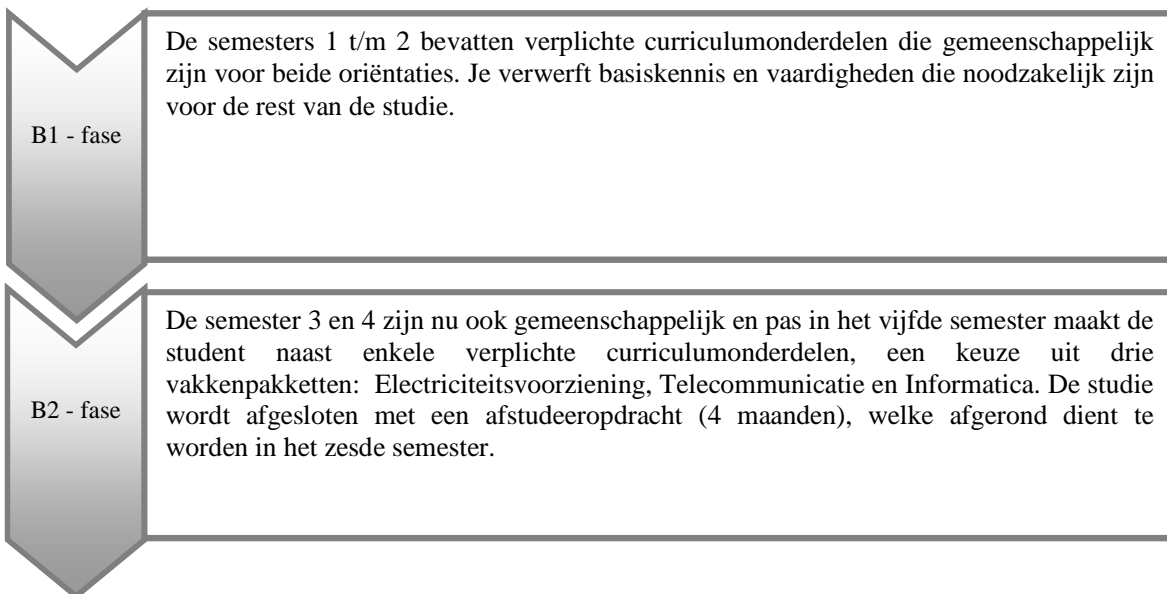 De semesters 1 t/m 2 bevatten verplichte curriculumonderdelen die gemeenschappelijk
zijn voor beide oriëntaties. Je verwerft basiskennis en vaardigheden die noodzakelijk zijn
voor de rest van de studie.
B1 - fase
De semester 3 en 4 zijn nu ook gemeenschappelijk en pas in het vijfde semester maakt de
student naast enkele verplichte curriculumonderdelen, een keuze uit drie
vakkenpakketten: Electriciteitsvoorziening, Telecommunicatie en Informatica. De studie
wordt afgesloten met een afstudeeropdracht (4 maanden), welke afgerond dient te
worden in het zesde semester.
B2 - fase